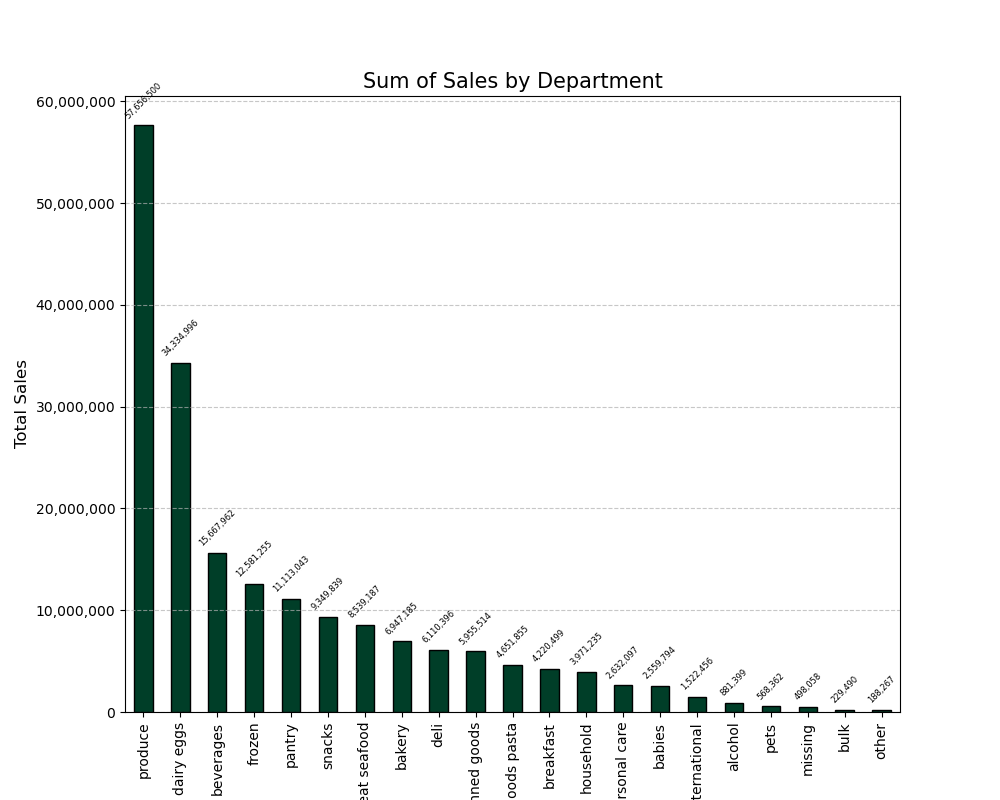 Sum of Sales by Department
Total Sales
60,000,000
50,000,000
40,000,000
30,000,000
20,000,000
10,000,000
0
57,656,500
34,334,996
15,667,962
12,581,255
11,113,043
9,349,839
8,539,187
6,947,185
6,110,396
5,955,514
4,651,855
4,220,499
3,971,235
2,632,097
2,559,794
1,522,456
881,399
568,362
498,058
229,490
188,267
produce
dairy eggs
beverages
frozen
pantry
snacks
eat seafood
bakery
deli
nned goods
oods pasta
breakfast
household
rsonal care
babies
ternational
alcohol
pets
missing
bulk
other